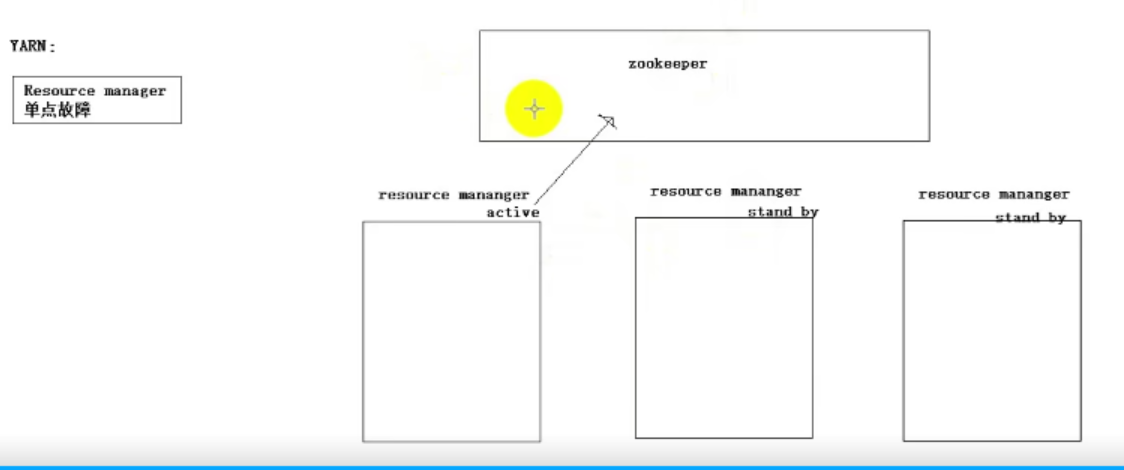 YARN：
Resource manager
单点故障
zookeeper
resource mananger
active
resource mananger
stand by
resource mananger
stand by